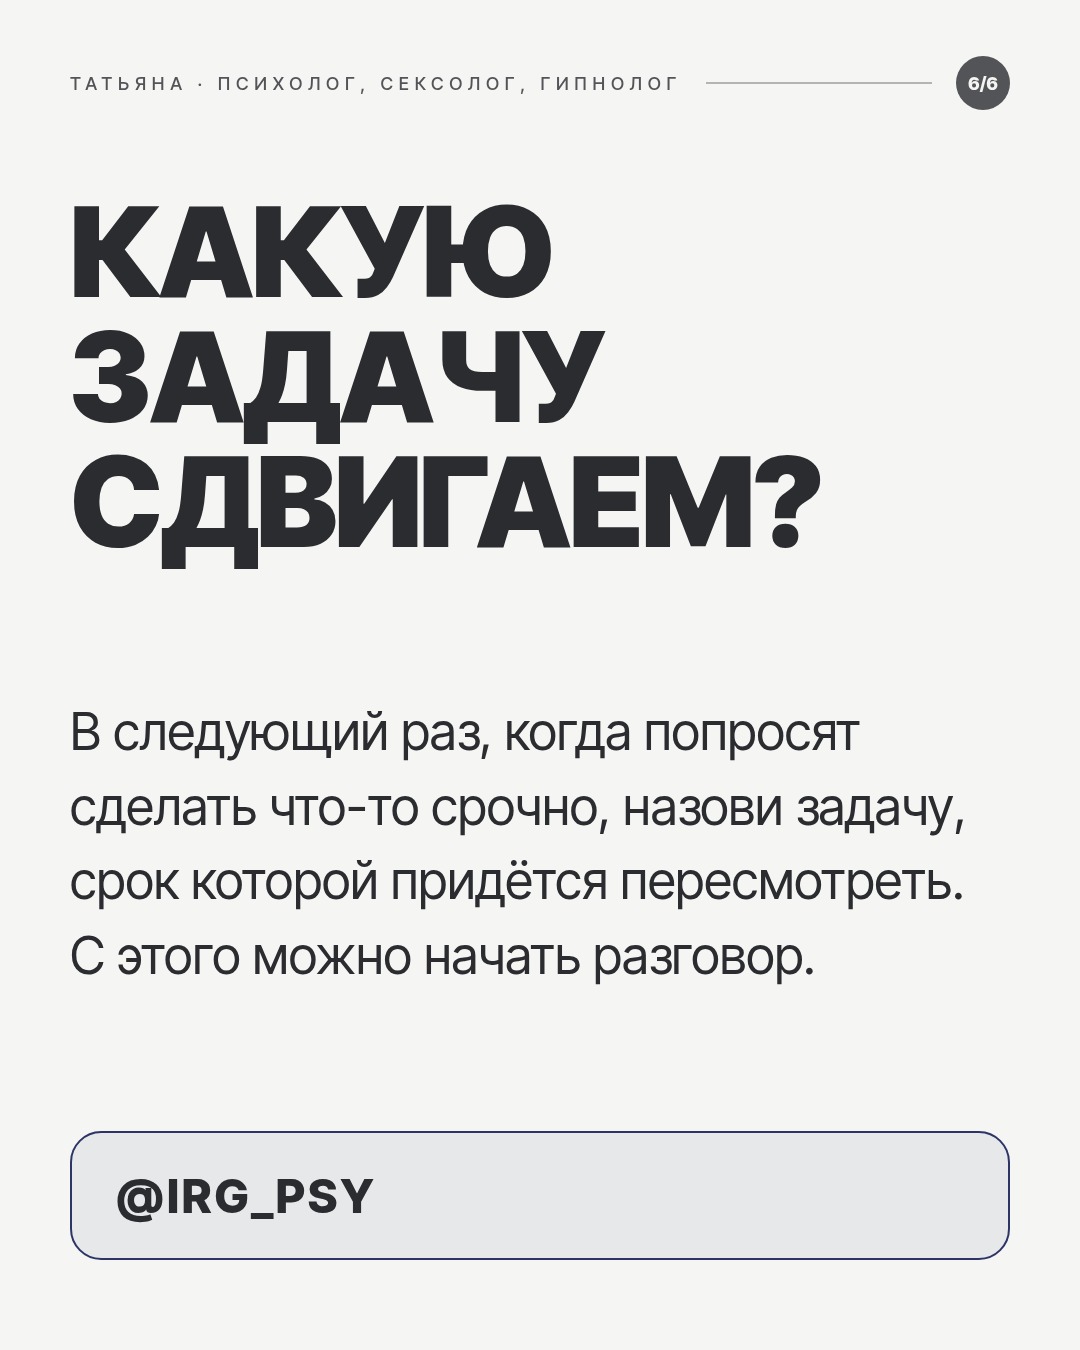 ТАТЬЯНА · ПСИХОЛОГ, СЕКСОЛОГ, ГИПНОЛОГ
6/6
КАКУЮ
ЗАДАЧУ
СДВИГАЕМ?
В следующий раз, когда попросят
сделать что-то срочно, назови задачу,
срок которой придётся пересмотреть.
С этого можно начать разговор.
@IRG_PSY